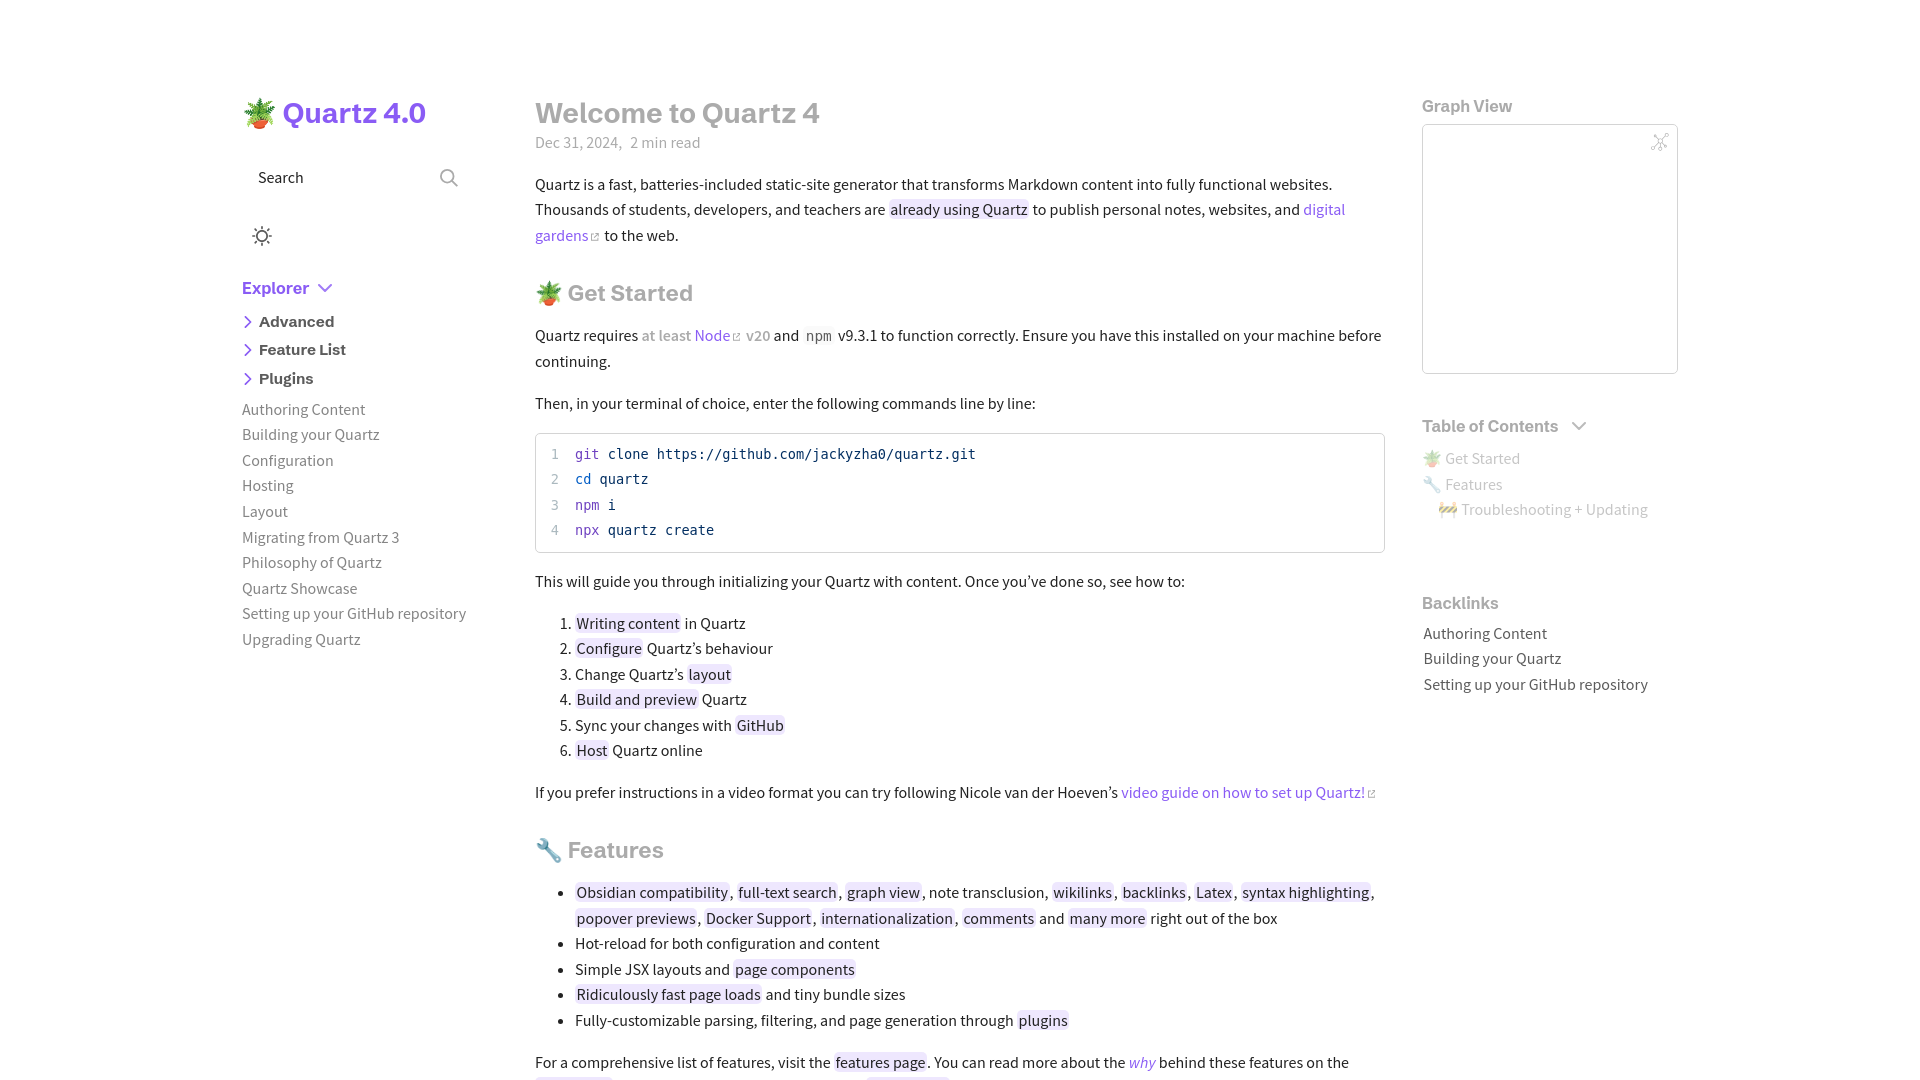 Quartz 4.0
Search
Explorer
Advanced
Feature List
Plugins
Authoring Content
Building your Quartz
Configuration
Hosting
Layout
Migrating from Quartz 3
Philosophy of Quartz
Quartz Showcase
Setting up your GitHub repository
Upgrading Quartz
Welcome to Quartz 4
Dec 31, 2024, 2 min read
Quartz is a fast, batteries-included static-site generator that transforms Markdown content into fully functional websites.
Thousands of students, developers, and teachers are already using Quartz to publish personal notes, websites, and digital
gardens to the web.
Get Started
Quartz requires at least Node v20 and npm v9.3.1 to function correctly. Ensure you have this installed on your machine before
continuing.
Then, in your terminal of choice, enter the following commands line by line:
1 git clone https://github.com/jackyzha0/quartz.git
2 cd quartz
3 npm i
4 npx quartz create
This will guide you through initializing your Quartz with content. Once you’ve done so, see how to:
1. Writing content in Quartz
2. Configure Quartz’s behaviour
3. Change Quartz’s layout
4. Build and preview Quartz
5. Sync your changes with GitHub
6. Host Quartz online
If you prefer instructions in a video format you can try following Nicole van der Hoeven’s video guide on how to set up Quartz!
Features
• Obsidian compatibility, full-text search, graph view, note transclusion, wikilinks, backlinks, Latex, syntax highlighting,
popover previews, Docker Support, internationalization, comments and many more right out of the box
• Hot-reload for both configuration and content
• Simple JSX layouts and page components
• Ridiculously fast page loads and tiny bundle sizes
• Fully-customizable parsing, filtering, and page generation through plugins
For a comprehensive list of features, visit the features page. You can read more about the why behind these features on the
Graph View
Table of Contents
Get Started
Features
Troubleshooting + Updating
Backlinks
Authoring Content
Building your Quartz
Setting up your GitHub repository